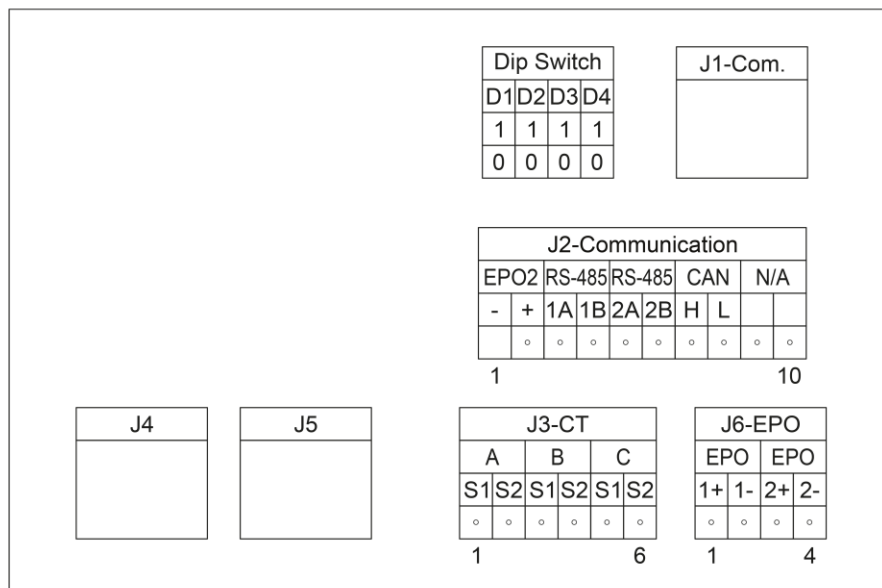 Dip Switch
D1 D2 D3 D4
1 1 1 1
0 0 0 0
J1-Com.
J2-Communication
EPO2 RS-485 RS-485 CAN N/A
- + 1A 1B 2A 2B H L
1 10
J4
J5
J3-CT
A B C
S1 S2 S1 S2 S1 S2
1 6
J6-EPO
EPO EPO
1+ 1- 2+ 2-
1 4